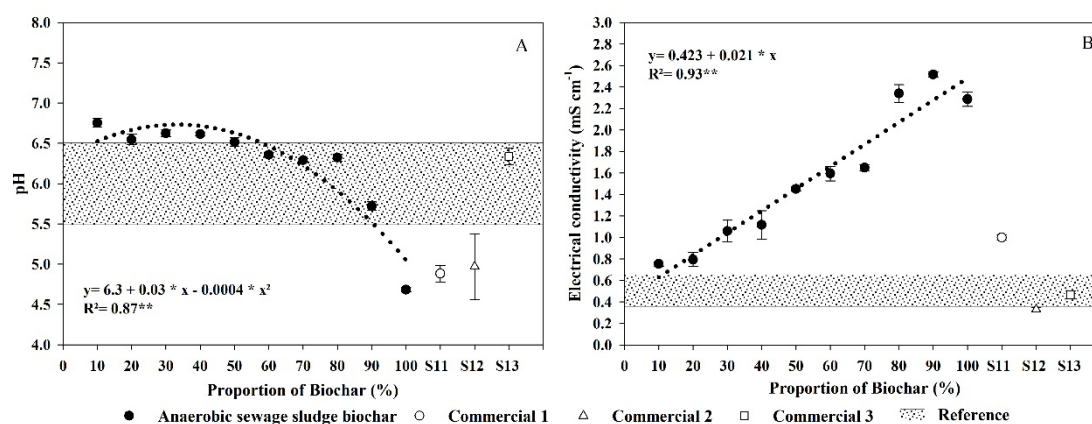 8.0
7.5
7.0
6.5
6.0
5.5
5.0
4.5
4.0
pH
A
y= 6.3 + 0.03 * x - 0.0004 * x²
R²= 0.87**
0 10 20 30 40 50 60 70 80 90 100 S11 S12 S13
Proportion of Biochar (%)
3.0
2.8
2.6
2.4
2.2
2.0
1.8
1.6
1.4
1.2
1.0
0.8
0.6
0.4
0.2
0.0
Electrical conductivity (mS cm⁻¹)
B
y= 0.423 + 0.021 * x
R²= 0.93**
0 10 20 30 40 50 60 70 80 90 100 S11 S12 S13
Proportion of Biochar (%)
Anaerobic sewage sludge biochar Commercial 1 Commercial 2 Commercial 3 Reference